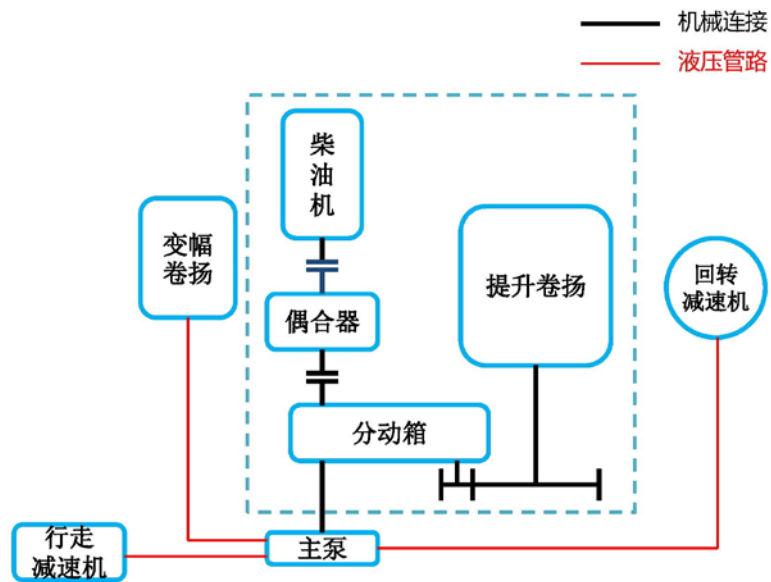 机械连接
液压管路
柴
油
机
变幅
卷扬
提升卷扬
回转
减速机
偶合器
分动箱
行走
减速机
主泵